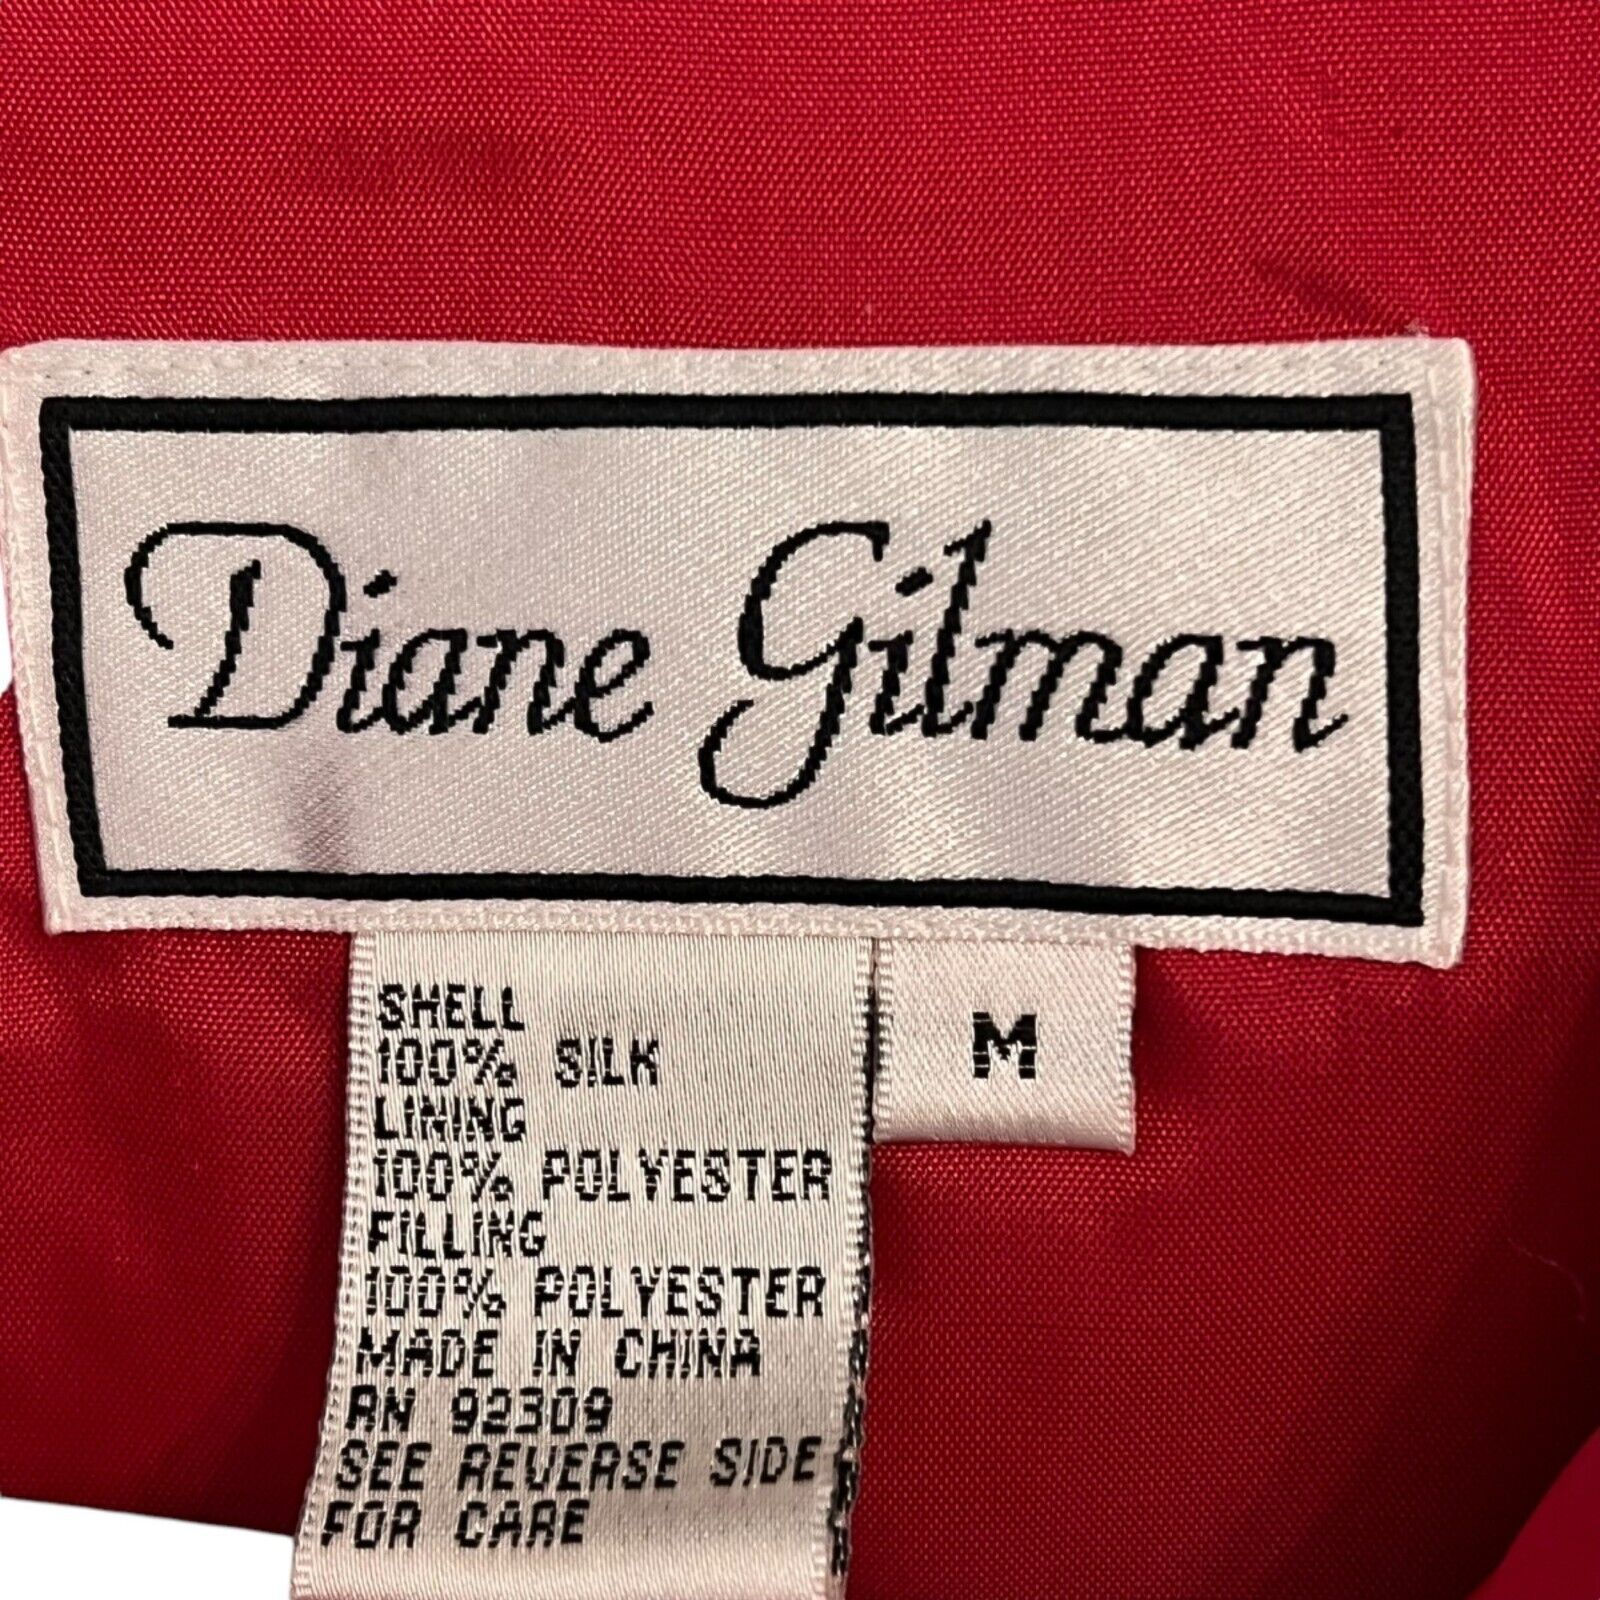 Diane Gilman
SHELL
100% SILK
LINING
100% POLYESTER
FILLING
100% POLYESTER
MADE IN CHINA
RN 92309
SEE REVERSE SIDE
FOR CARE
M